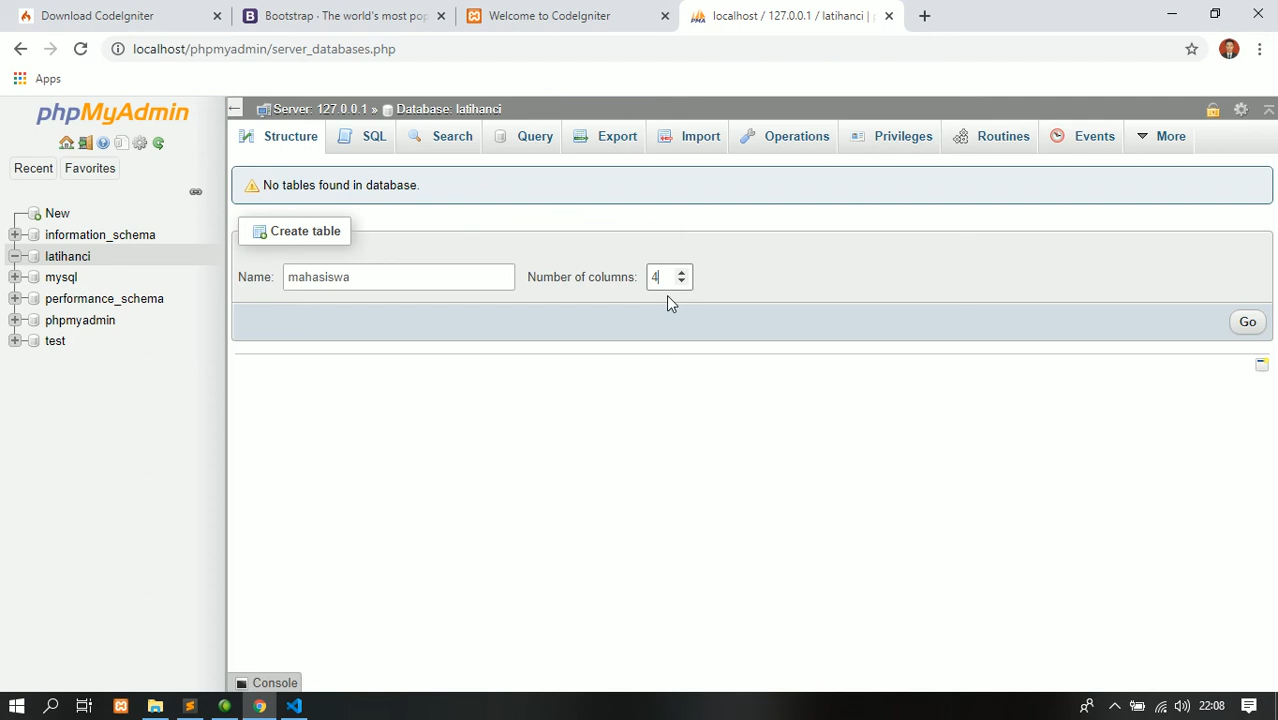 Download CodeIgniter
Bootstrap · The world's most pop
Welcome to CodeIgniter
localhost / 127.0.0.1 / latihanci | p
localhost/phpmyadmin/server_databases.php
Apps
phpMyAdmin
Server: 127.0.0.1 » Database: latihanci
Structure SQL Search Query Export Import Operations Privileges Routines Events More
Recent Favorites
No tables found in database.
New
information_schema
latihanci
mysql
performance_schema
phpmyadmin
test
Create table
Name: mahasiswa Number of columns: 4
Go
Console
22:08